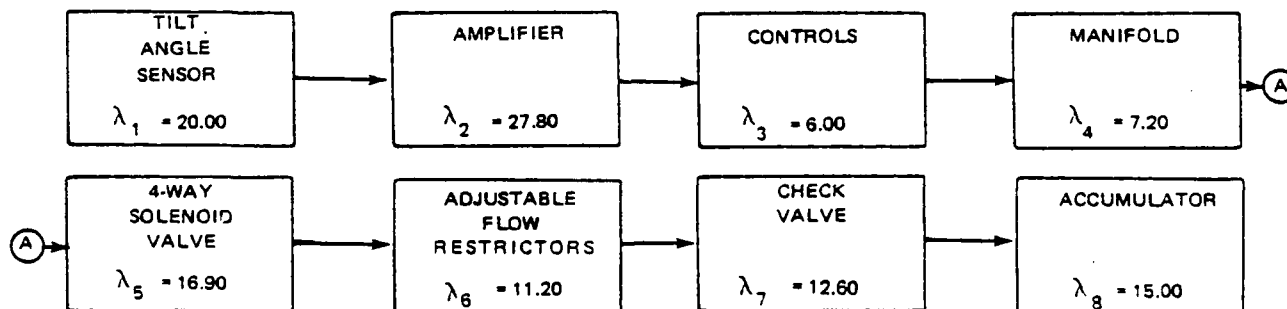 TILT
ANGLE
SENSOR
λ1 = 20.00
AMPLIFIER
λ2 = 27.80
CONTROLS
λ3 = 6.00
MANIFOLD
λ4 = 7.20
A
A
4-WAY
SOLENOID
VALVE
λ5 = 16.90
ADJUSTABLE
FLOW
RESTRICTORS
λ6 = 11.20
CHECK
VALVE
λ7 = 12.60
ACCUMULATOR
λ8 = 15.00